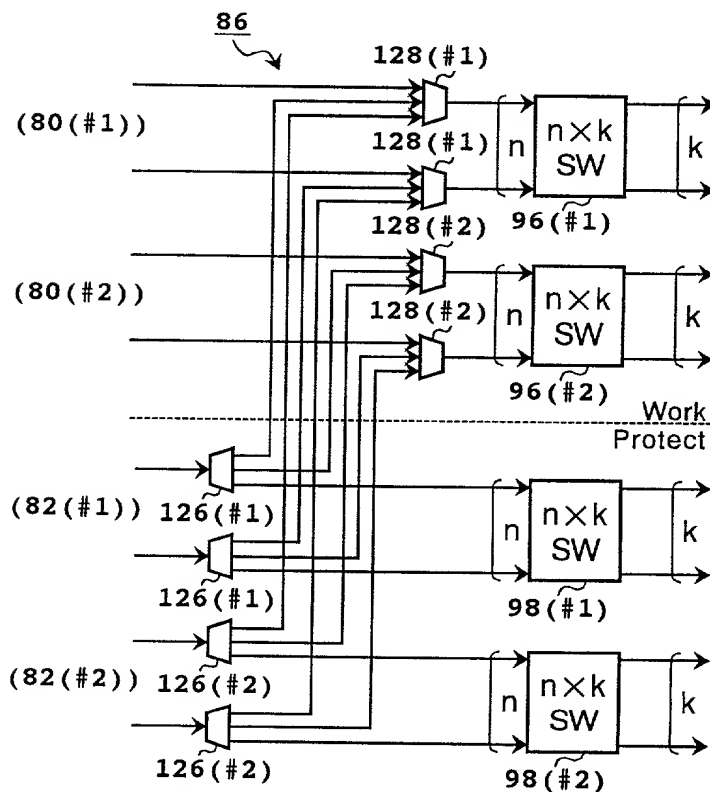 86
128(#1)
(80(#1))
n
n×k
SW
k
128(#1)
96(#1)
128(#2)
(80(#2))
n
n×k
SW
k
128(#2)
96(#2)
Work
Protect
(82(#1))
126(#1)
n
n×k
SW
k
126(#1)
98(#1)
(82(#2))
126(#2)
n
n×k
SW
k
126(#2)
98(#2)